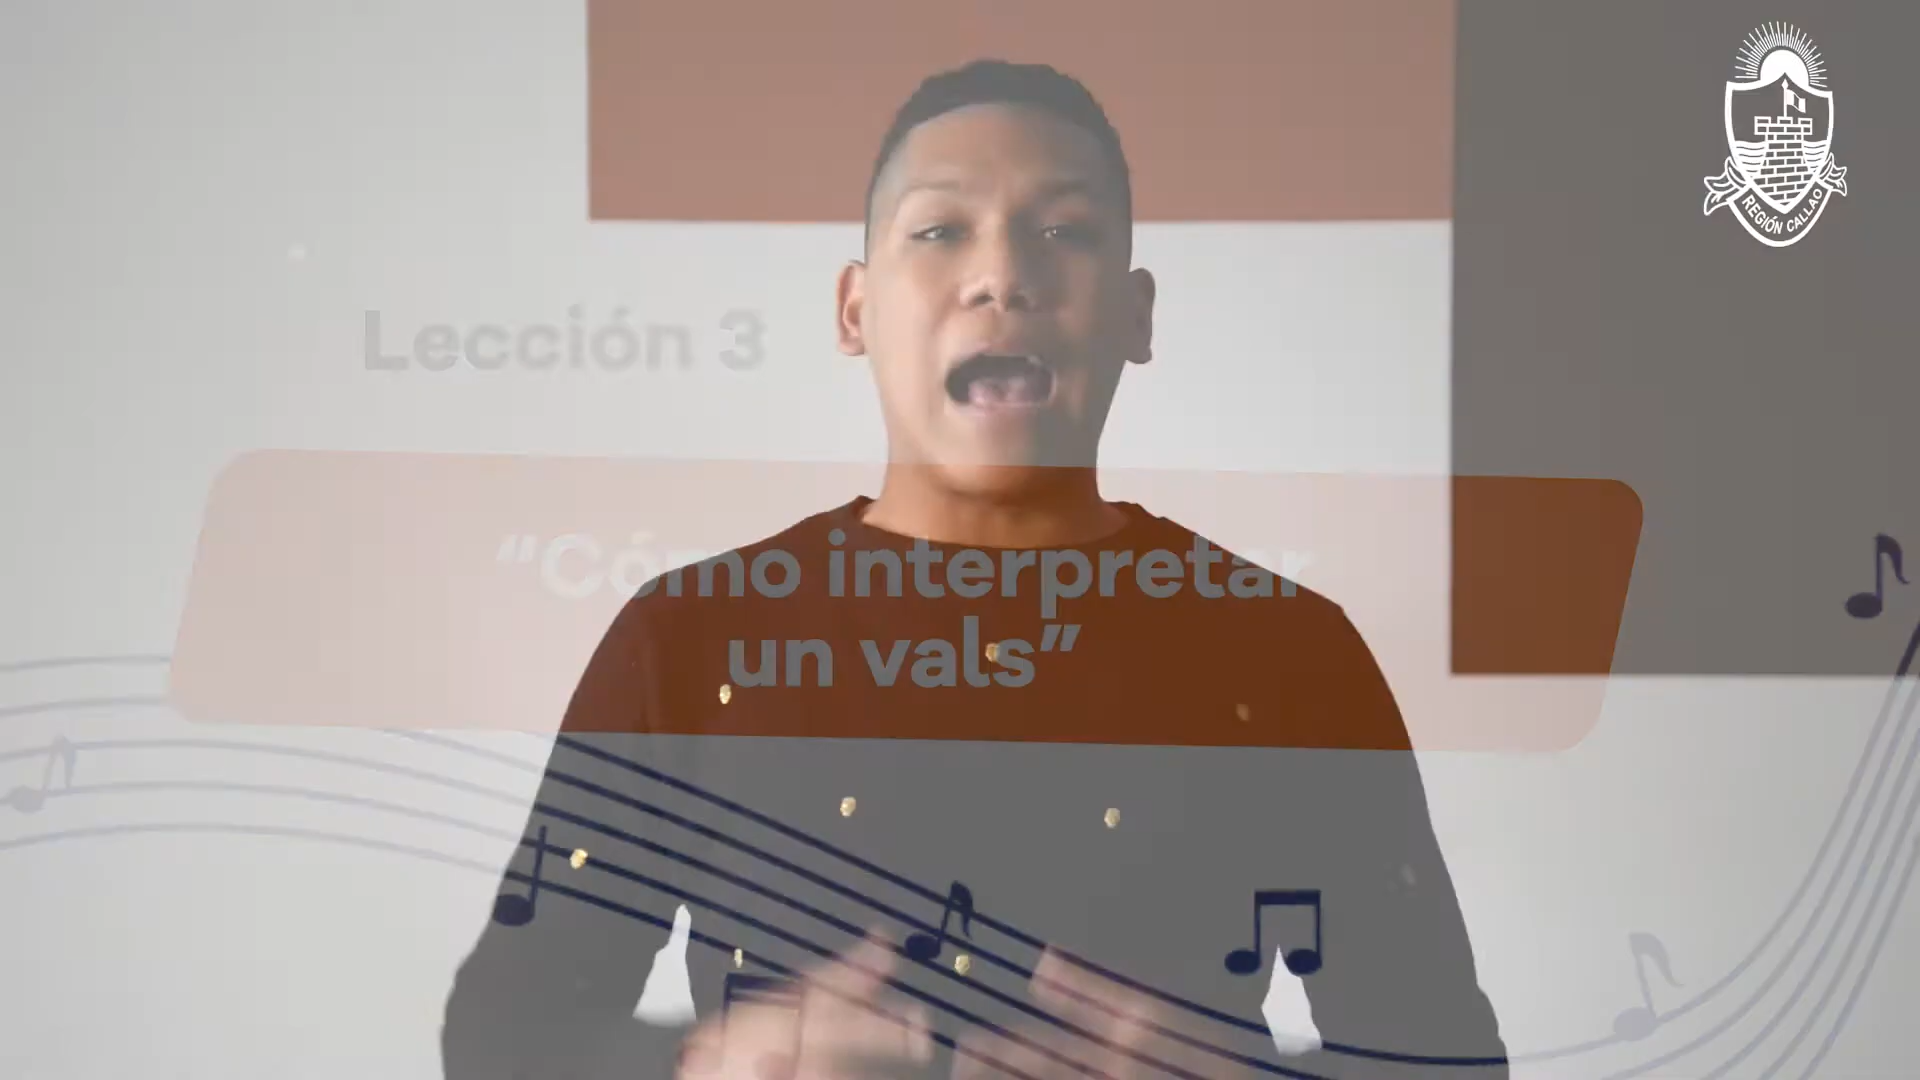 REGIÓN CALLAO
Lección 3
“Cómo interpretar
un vals”